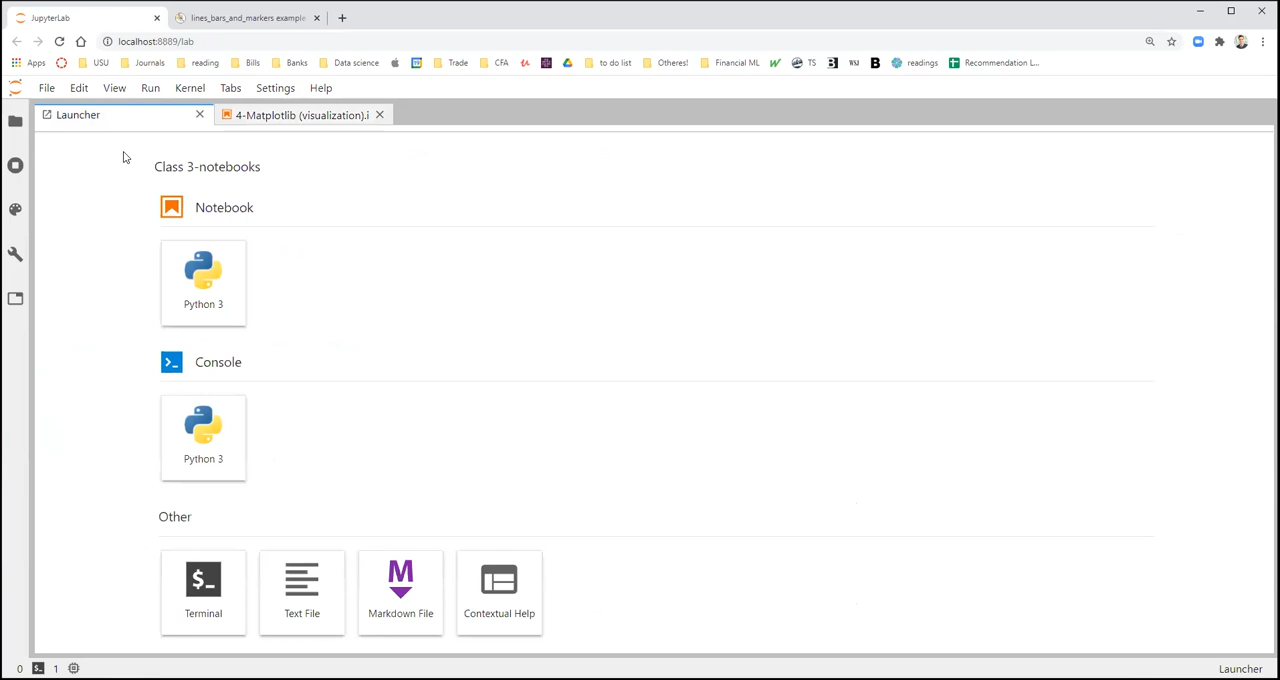 JupyterLab
lines_bars_and_markers example
localhost:8889/lab
Apps
USU
Journals
reading
Bills
Banks
Data science
Trade
CFA
to do list
Otheres!
Financial ML
TS
WSJ
B
readings
Recommendation L...
File Edit View Run Kernel Tabs Settings Help
Launcher
4-Matplotlib (visualization).i
Class 3-notebooks
Notebook
Python 3
Console
Python 3
Other
$_
M
Terminal
Text File
Markdown File
Contextual Help
0
1
Launcher